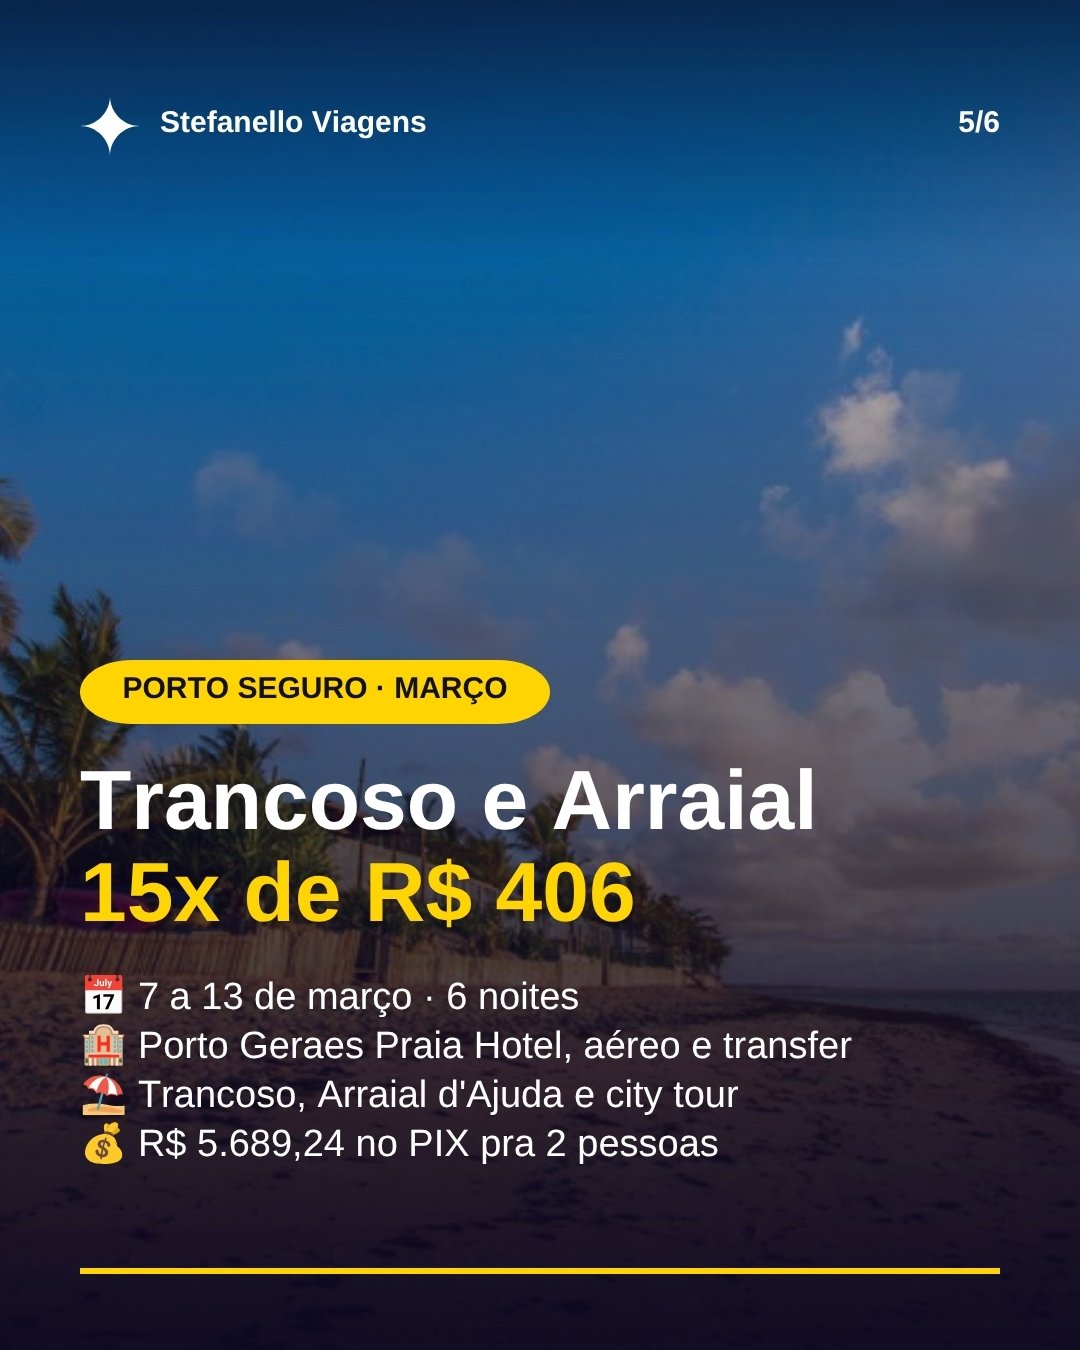 Stefanello Viagens
5/6
PORTO SEGURO · MARÇO
Trancoso e Arraial
15x de R$ 406
📅 7 a 13 de março · 6 noites
🏨 Porto Geraes Praia Hotel, aéreo e transfer
🏖️ Trancoso, Arraial d'Ajuda e city tour
💰 R$ 5.689,24 no PIX pra 2 pessoas